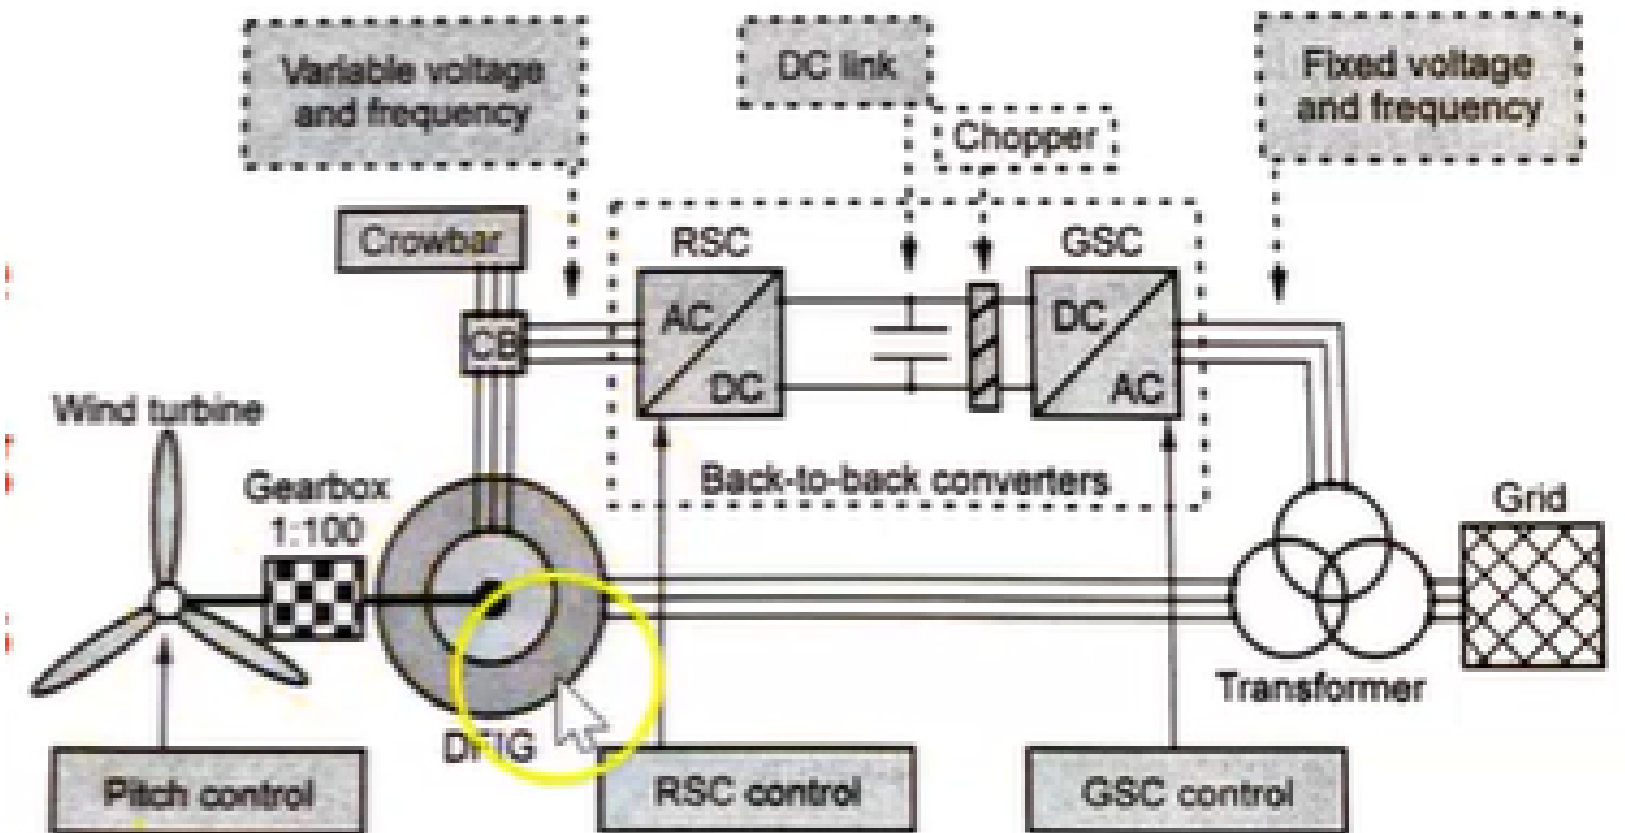 Variable voltage
and frequency
DC link
Chopper
Fixed voltage
and frequency
Crowbar
RSC
GSC
AC
DC
DC
AC
CB
Wind turbine
Gearbox
1:100
Back-to-back converters
Grid
Transformer
DFIG
Pitch control
RSC control
GSC control